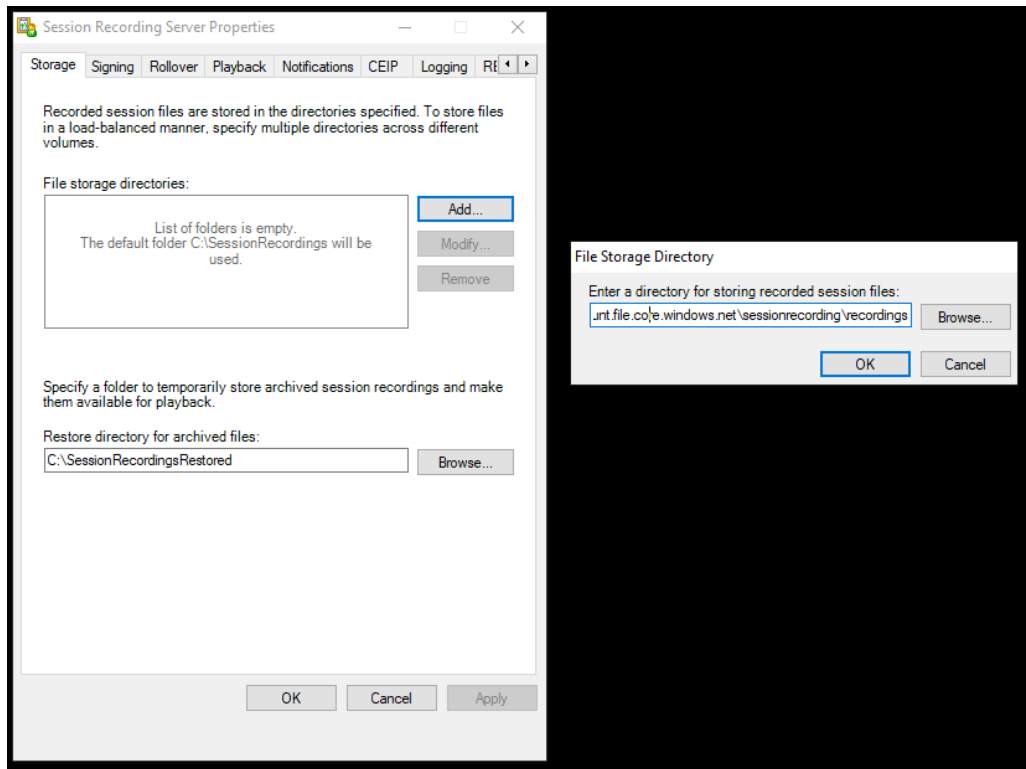 Session Recording Server Properties
Storage Signing Rollover Playback Notifications CEIP Logging
Recorded session files are stored in the directories specified. To store files
in a load-balanced manner, specify multiple directories across different
volumes.
File storage directories:
List of folders is empty.
The default folder C:\SessionRecordings will be
used.
Add...
Modify...
Remove
Specify a folder to temporarily store archived session recordings and make
them available for playback.
Restore directory for archived files:
C:\SessionRecordingsRestored
Browse...
OK Cancel Apply
File Storage Directory
Enter a directory for storing recorded session files:
unt.file.core.windows.net\sessionrecording\recordings
Browse...
OK Cancel